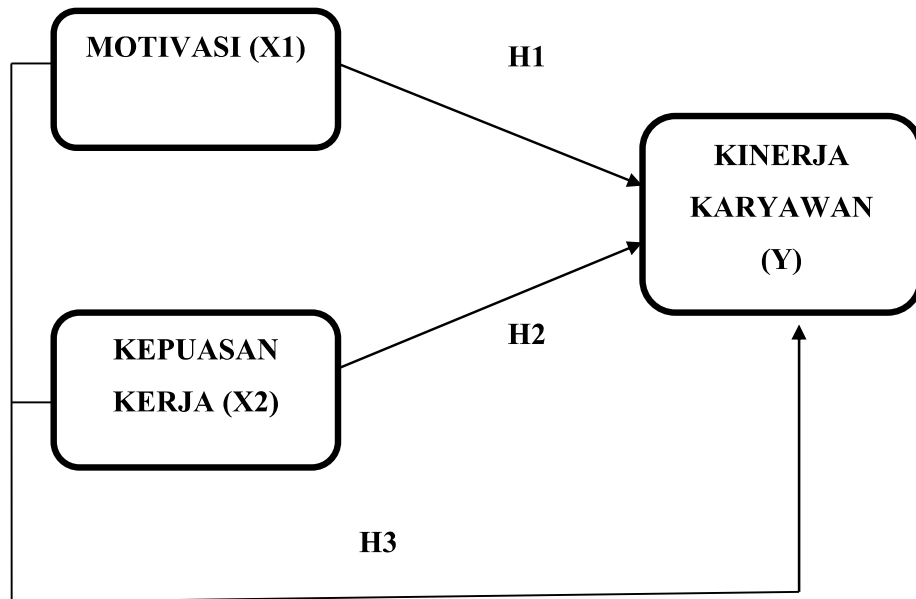 MOTIVASI (X1)
H1
KINERJA
KARYAWAN
(Y)
KEPUASAN
KERJA (X2)
H2
H3